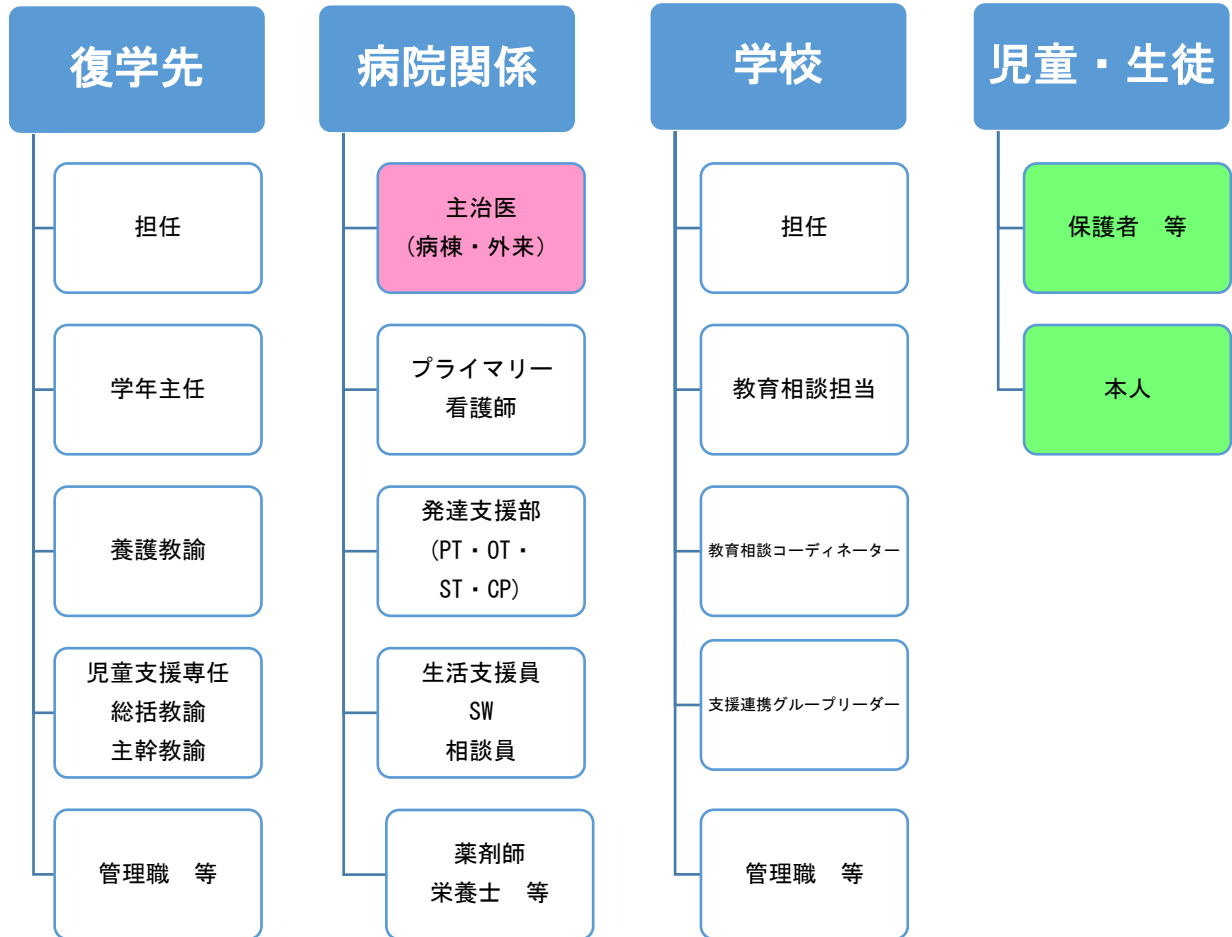 復学先
担任
学年主任
養護教諭
児童支援専任
総括教諭
主幹教諭
管理職　等
病院関係
主治医
(病棟・外来)
プライマリー
看護師
発達支援部
(PT・OT・
ST・CP)
生活支援員
SW
相談員
薬剤師
栄養士　等
学校
担任
教育相談担当
教育相談コーディネーター
支援連携グループリーダー
管理職　等
児童・生徒
保護者　等
本人